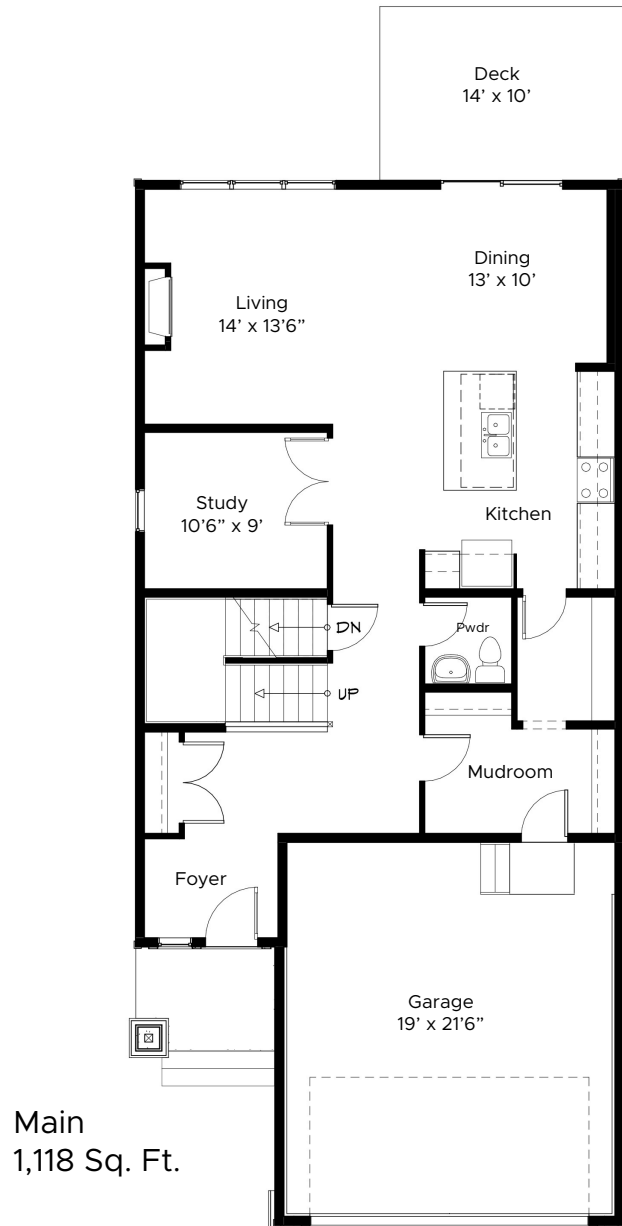 Deck
14’ x 10’
Dining
13’ x 10’
Living
14’ x 13’6”
Study
10’6” x 9’
Kitchen
DN
Pwdr
UP
Mudroom
Foyer
Garage
19’ x 21’6”
Main
1,118 Sq. Ft.